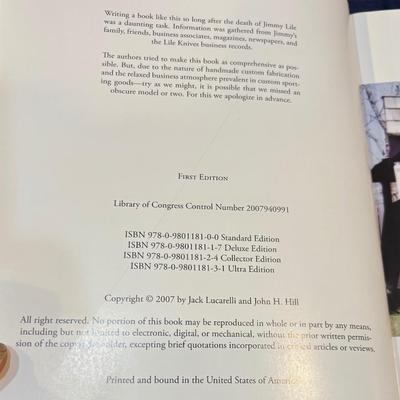 Writing a book like this so long after the death of Jimmy Lile
was a daunting task. Information was gathered from Jimmy's
family, friends, business associates, magazines, newspapers, and
the Lile Knives business records.
The authors tried to make this book as comprehensive as pos-
sible. But, due to the nature of handmade custom fabrication
and the relaxed business atmosphere prevalent in custom sport-
ing goods—try as we might, it is possible that we missed an
obscure model or two. For this we apologize in advance.
First Edition
Library of Congress Control Number 2007940991
ISBN 978-0-9801181-0-0 Standard Edition
ISBN 978-0-9801181-1-7 Deluxe Edition
ISBN 978-0-9801181-2-4 Collector Edition
ISBN 978-0-9801181-3-1 Ultra Edition
Copyright © 2007 by Jack Lucarelli and John H. Hill
All right reserved. No portion of this book may be reproduced in whole or in part by any means,
including but not limited to electronic, digital, or mechanical, without the prior written permis-
sion of the copyright holder, excepting brief quotations incorporated in critical articles or reviews.
Printed and bound in the United States of America